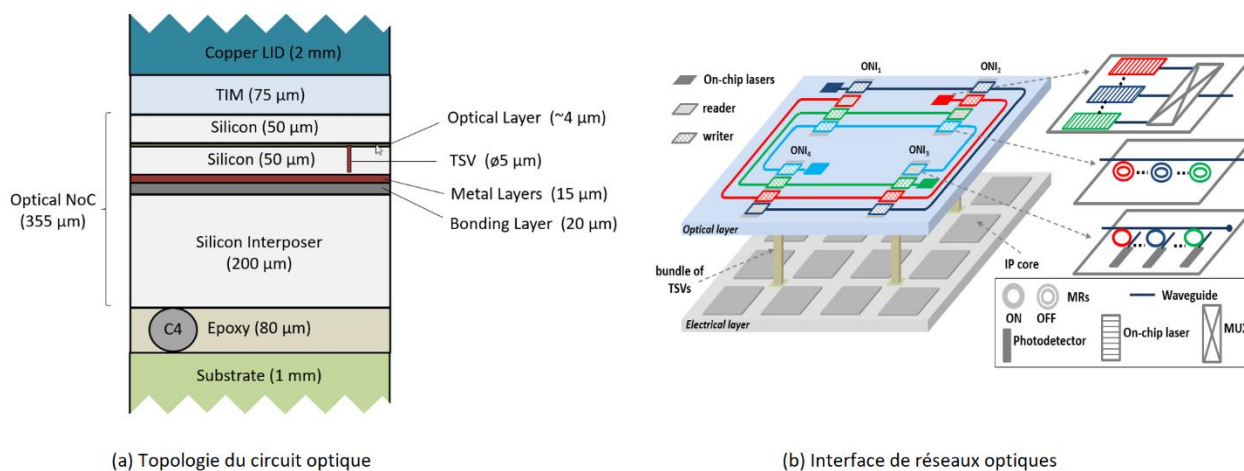 Copper LID (2 mm)
TIM (75 µm)
Silicon (50 µm)
Optical Layer (~4 µm)
Silicon (50 µm)
TSV (ø5 µm)
Metal Layers (15 µm)
Bonding Layer (20 µm)
Optical NoC
(355 µm)
Silicon Interposer
(200 µm)
C4
Epoxy (80 µm)
Substrate (1 mm)
(a) Topologie du circuit optique
On-chip lasers
reader
writer
ONI1
ONI2
ONI4
ONI3
Optical layer
bundle of
TSVs
IP core
Electrical layer
MRs
ON
OFF
Waveguide
Photodetector
On-chip laser
MUX
(b) Interface de réseaux optiques